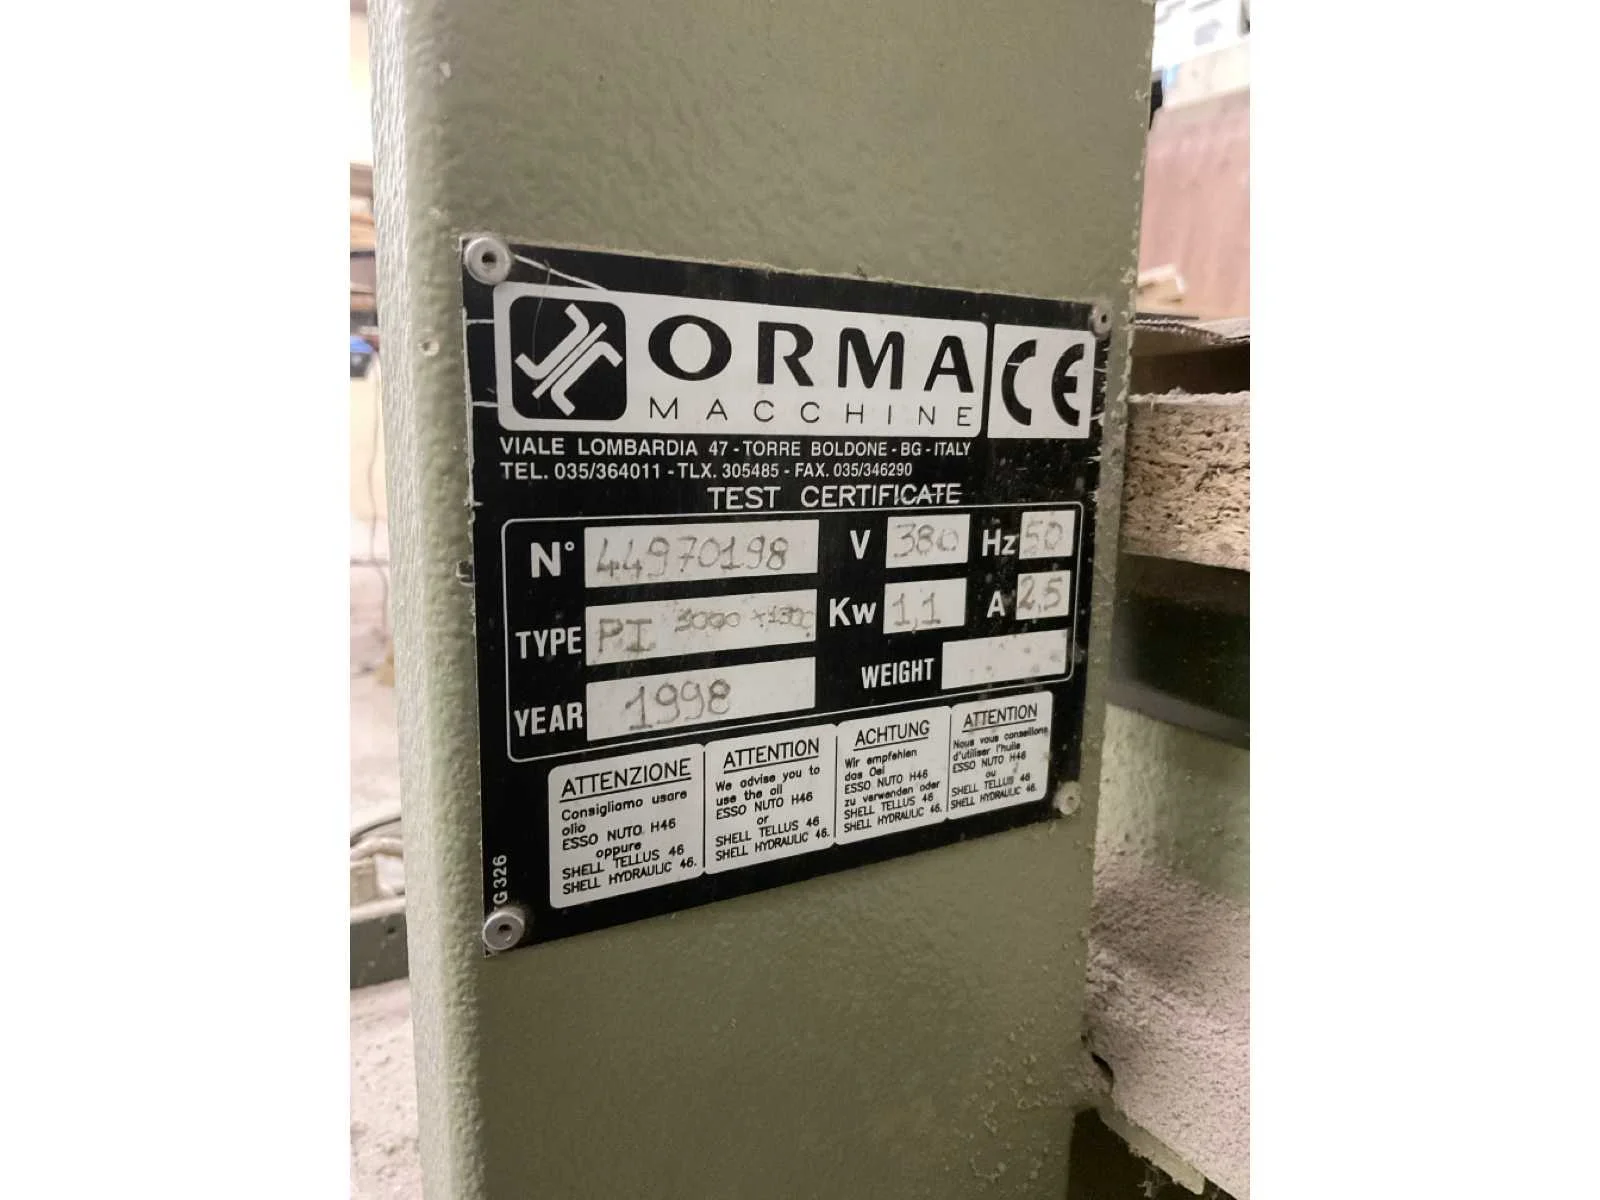 ORMA
MACCHINE
CE
VIALE LOMBARDIA 47 - TORRE BOLDONE - BG - ITALY
TEL. 035/364011 - TLX. 305485 - FAX. 035/346290
TEST CERTIFICATE
N° 44970198 V 380 Hz 50
TYPE PI 3000 x 1300 Kw 1,1 A 2,5
YEAR 1998 WEIGHT
ATTENZIONE
Consigliamo usare
olio
ESSO NUTO H46
oppure
SHELL TELLUS 46
SHELL HYDRAULIC 46.
ATTENTION
We advise you to
use the oil
ESSO NUTO H46
or
SHELL TELLUS 46
SHELL HYDRAULIC 46.
ACHTUNG
Wir empfehlen
das Oel
ESSO NUTO H46
zu verwenden oder
SHELL TELLUS 46
SHELL HYDRAULIC 46.
ATTENTION
Nous vous conseillons
d'utiliser l'huile
ESSO NUTO H46
ou
SHELL TELLUS 46
SHELL HYDRAULIC 46.
G326